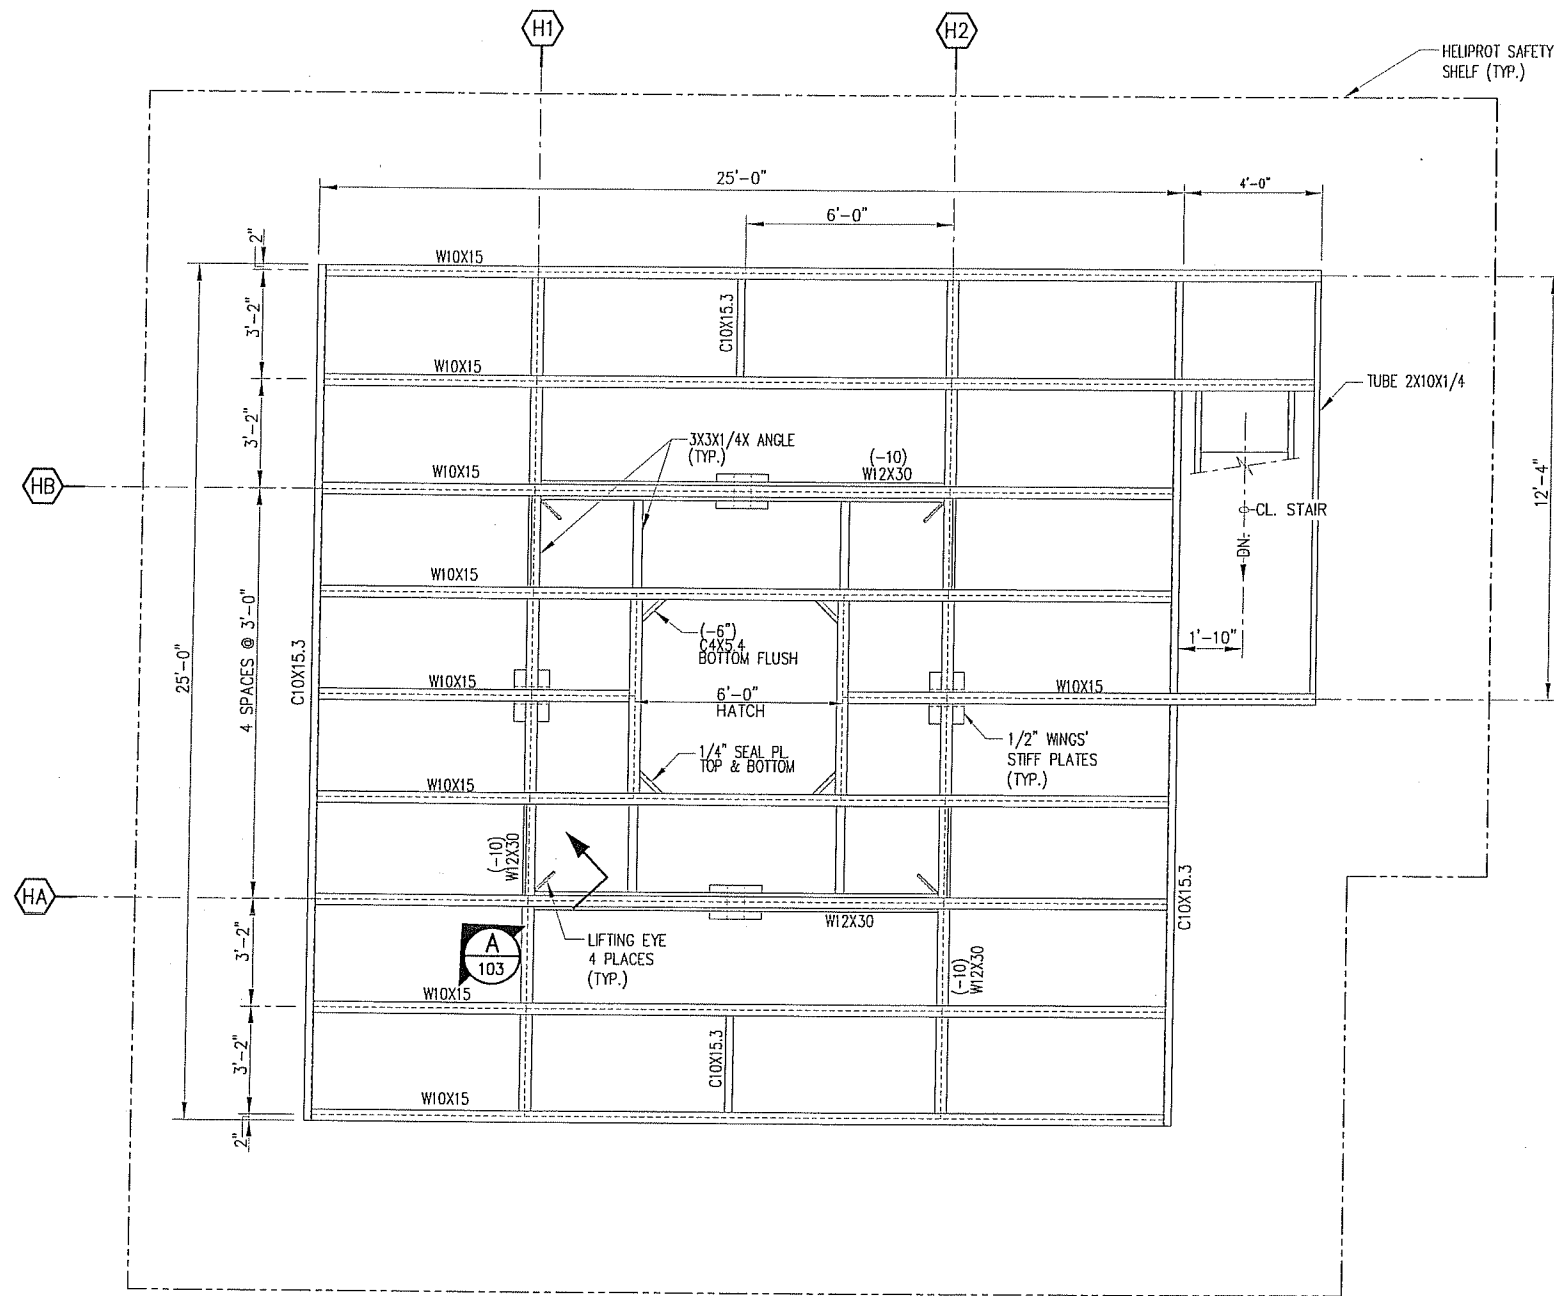 H1
H2
HELIPROT SAFETY
SHELF (TYP.)
25'-0"
4'-0"
6'-0"
2"
W10X15
3'-2"
C10X15.3
W10X15
TUBE 2X10X1/4
3'-2"
3X3X1/4X ANGLE
(TYP.)
(-10)
W12X30
W10X15
HB
12'-4"
CL. STAIR
DN.
W10X15
(-6")
C4X5.4
BOTTOM FLUSH
1'-10"
25'-0"
4 SPACES @ 3'-0"
C10X15.3
W10X15
6'-0"
HATCH
W10X15
1/2" WINGS'
STIFF PLATES
(TYP.)
1/4" SEAL PL.
TOP & BOTTOM
W10X15
(-10)
W12X30
HA
C10X15.3
W12X30
3'-2"
A
103
LIFTING EYE
4 PLACES
(TYP.)
(-10)
W12X30
W10X15
3'-2"
C10X15.3
W10X15
2"